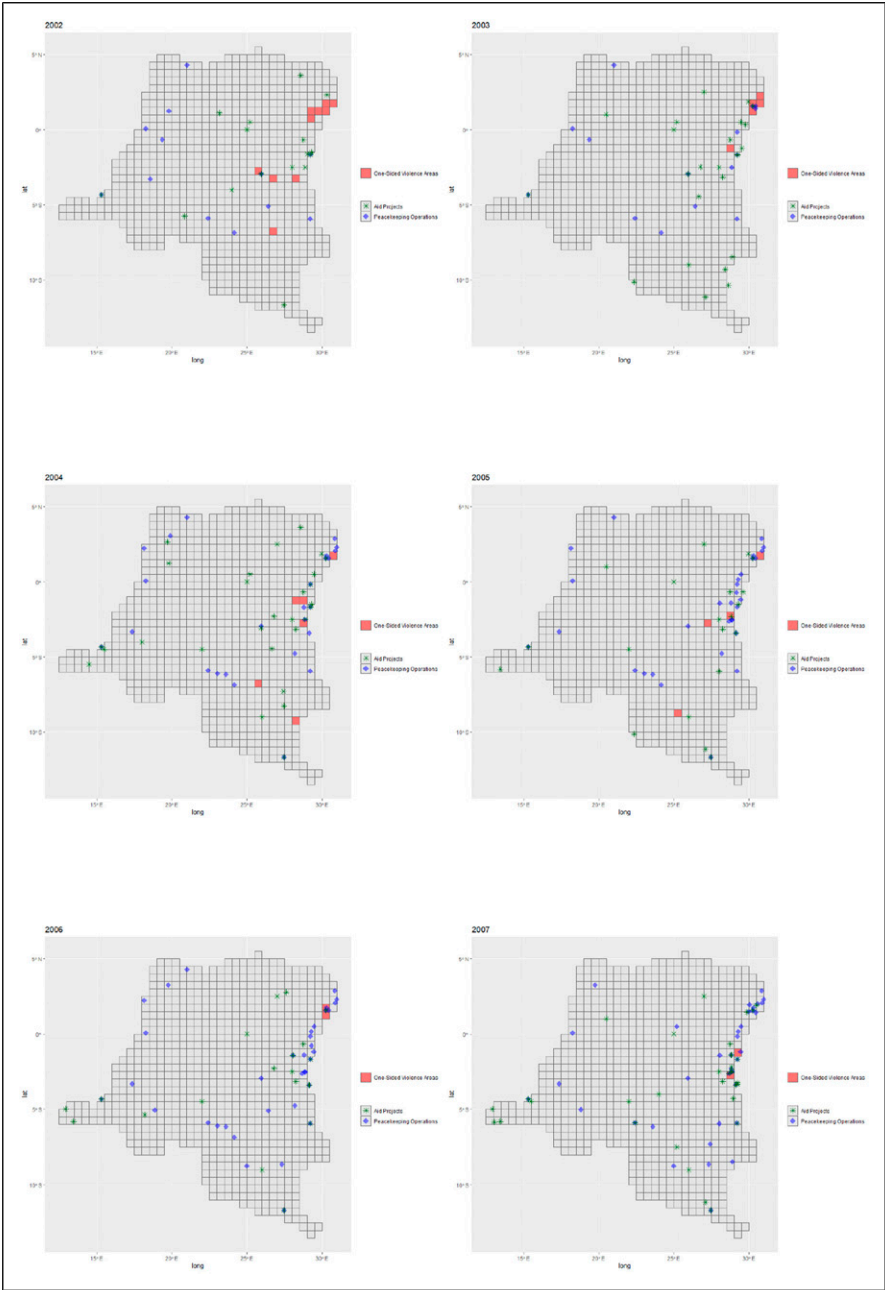 2002
lat
5°N
0°
5°S
10°S
15°E 20°E 25°E 30°E
long
One-Sided Violence Areas
Aid Projects
Peacekeeping Operations
2003
lat
5°N
0°
5°S
10°S
15°E 20°E 25°E 30°E
long
One-Sided Violence Areas
Aid Projects
Peacekeeping Operations
2004
lat
5°N
0°
5°S
10°S
15°E 20°E 25°E 30°E
long
One-Sided Violence Areas
Aid Projects
Peacekeeping Operations
2005
lat
5°N
0°
5°S
10°S
15°E 20°E 25°E 30°E
long
One-Sided Violence Areas
Aid Projects
Peacekeeping Operations
2006
lat
5°N
0°
5°S
10°S
15°E 20°E 25°E 30°E
long
One-Sided Violence Areas
Aid Projects
Peacekeeping Operations
2007
lat
5°N
0°
5°S
10°S
15°E 20°E 25°E 30°E
long
One-Sided Violence Areas
Aid Projects
Peacekeeping Operations